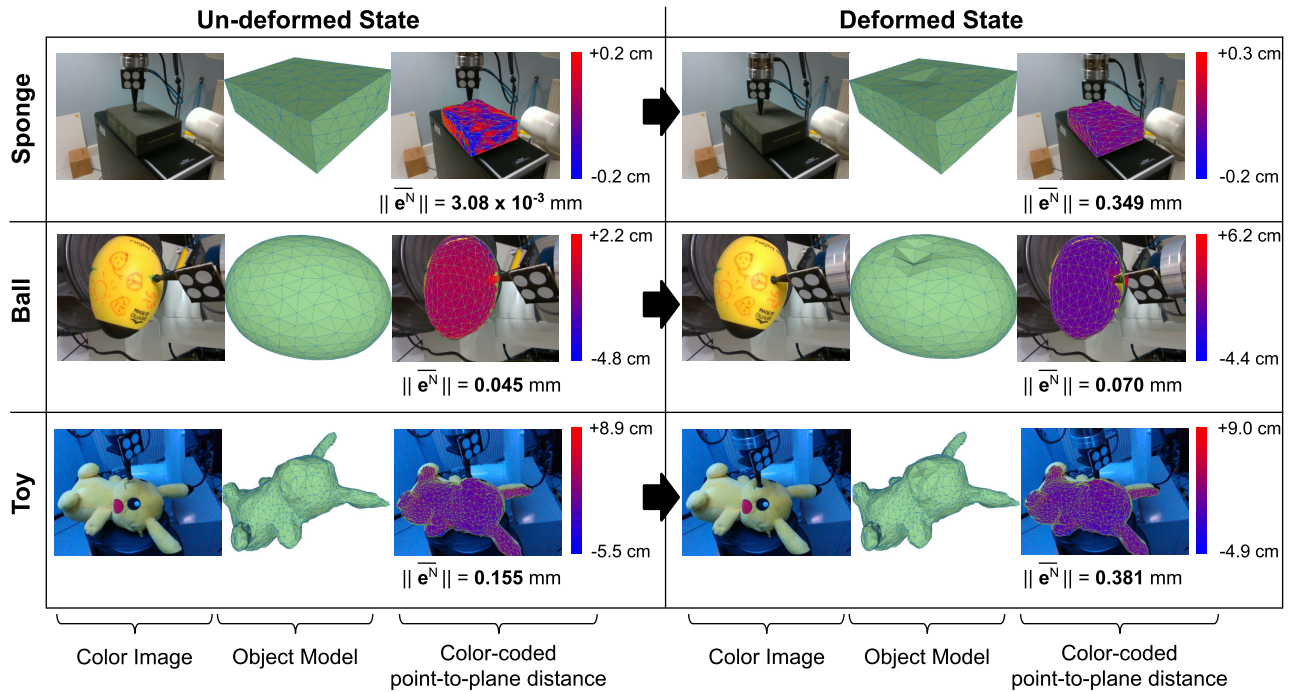 Un-deformed State
Deformed State
Sponge
+0.2 cm
-0.2 cm
|| e̅ᴺ || = 3.08 x 10⁻³ mm
+0.3 cm
-0.2 cm
|| e̅ᴺ || = 0.349 mm
Ball
+2.2 cm
-4.8 cm
|| e̅ᴺ || = 0.045 mm
+6.2 cm
-4.4 cm
|| e̅ᴺ || = 0.070 mm
Toy
+8.9 cm
-5.5 cm
|| e̅ᴺ || = 0.155 mm
+9.0 cm
-4.9 cm
|| e̅ᴺ || = 0.381 mm
Color Image
Object Model
Color-coded
point-to-plane distance
Color Image
Object Model
Color-coded
point-to-plane distance